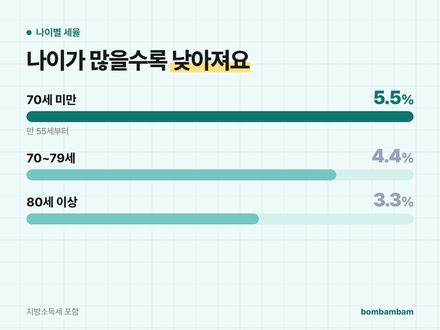 나이별 세율
나이가 많을수록 낮아져요
70세 미만 5.5%
만 55세부터
70~79세 4.4%
80세 이상 3.3%
지방소득세 포함 bombambam